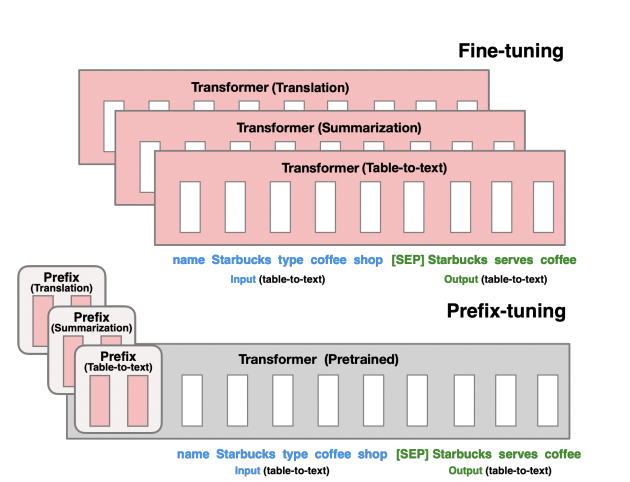 Fine-tuning
Transformer (Translation)
Transformer (Summarization)
Transformer (Table-to-text)
name Starbucks type coffee shop [SEP] Starbucks serves coffee
Input (table-to-text) Output (table-to-text)
Prefix-tuning
Prefix
(Translation)
Prefix
(Summarization)
Prefix
(Table-to-text)
Transformer (Pretrained)
name Starbucks type coffee shop [SEP] Starbucks serves coffee
Input (table-to-text) Output (table-to-text)